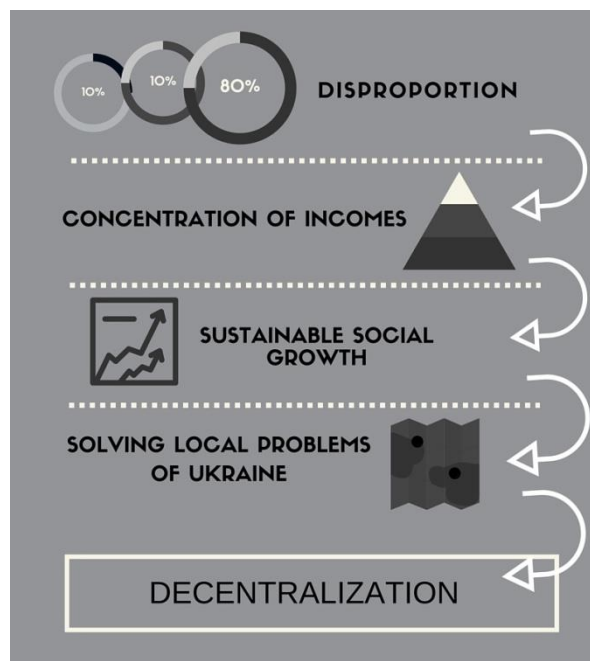 10%
10%
80%
DISPROPORTION
CONCENTRATION OF INCOMES
SUSTAINABLE SOCIAL
GROWTH
SOLVING LOCAL PROBLEMS
OF UKRAINE
DECENTRALIZATION